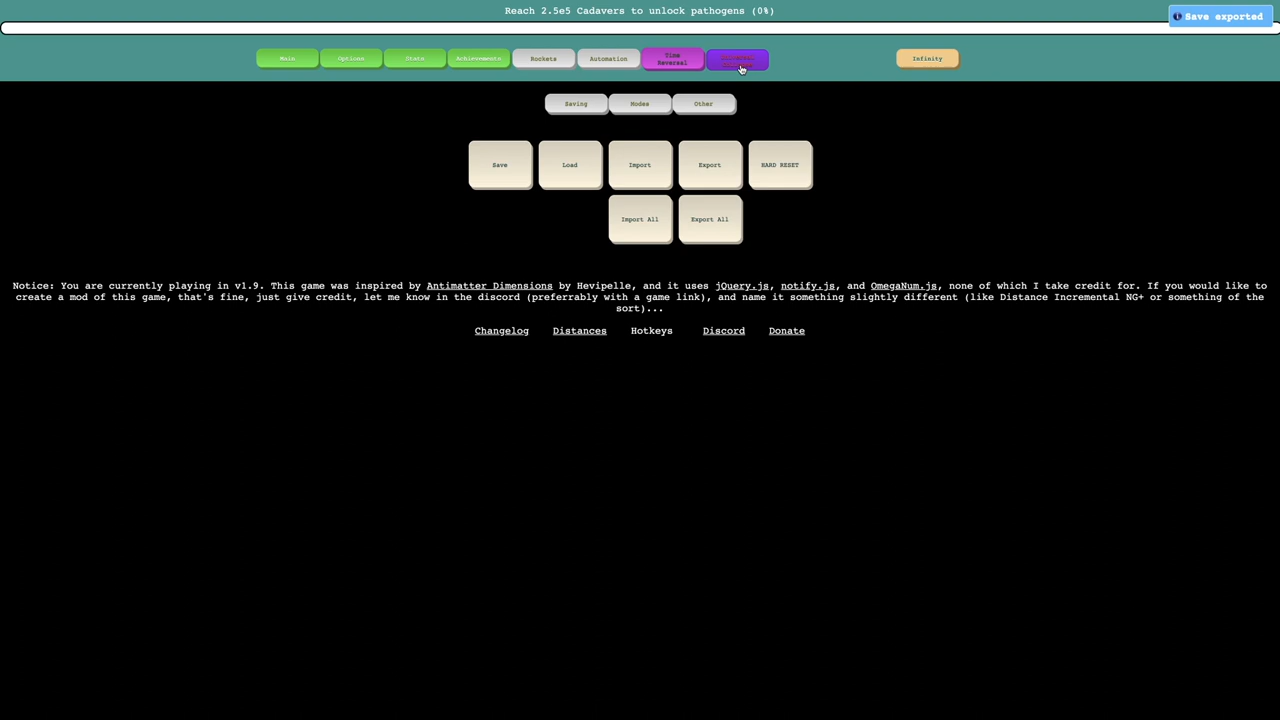 Reach 2.5e5 Cadavers to unlock pathogens (0%)
Save exported
Main
Options
Stats
Achievements
Rockets
Automation
Time
Reversal
Infinity
Saving
Modes
Other
Save
Load
Import
Export
HARD RESET
Import All
Export All
Notice: You are currently playing in v1.9. This game was inspired by Antimatter Dimensions by Hevipelle, and it uses jQuery.js, notify.js, and OmegaNum.js, none of which I take credit for. If you would like to
create a mod of this game, that's fine, just give credit, let me know in the discord (preferrably with a game link), and name it something slightly different (like Distance Incremental NG+ or something of the
sort)...
Changelog
Distances
Hotkeys
Discord
Donate